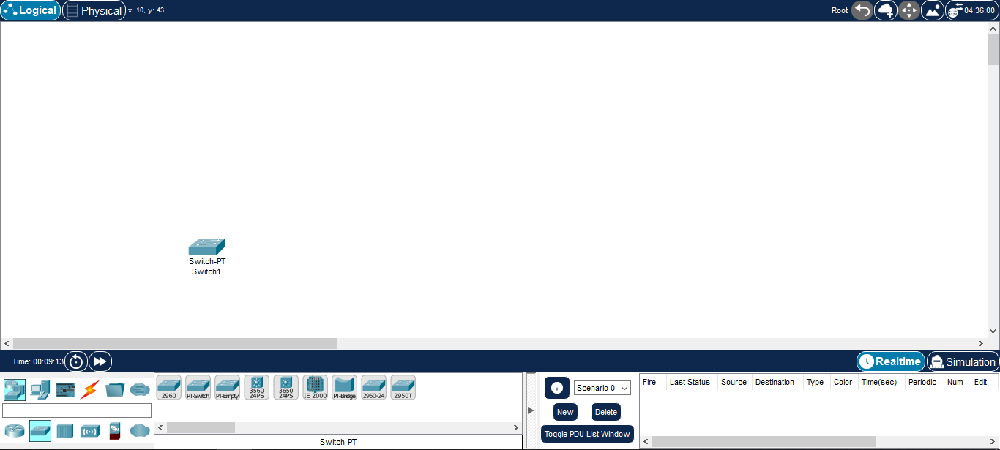 Logical Physical x: 10, y: 43 Root 04:36:00
Switch-PT
Switch1
Time: 00:09:13 Realtime Simulation
2960 PT-Switch PT-Empty 3560 24PS 3650 24PS IE 2000 PT-Bridge 2950-24 2950T
Switch-PT
Scenario 0
New Delete
Toggle PDU List Window
Fire Last Status Source Destination Type Color Time(sec) Periodic Num Edit